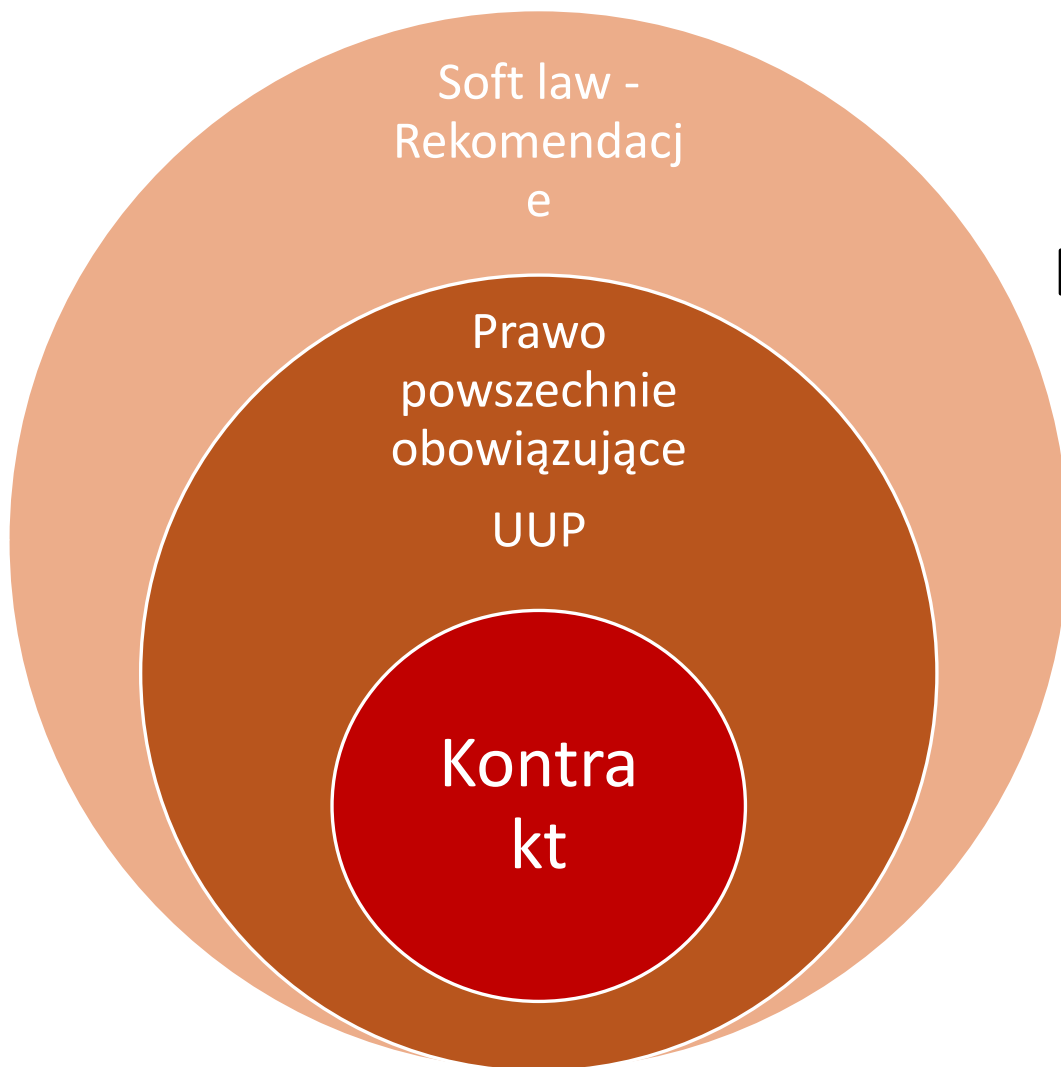 Soft law -
Rekomendacj
e
Prawo
powszechnie
obowiązujące
UUP
Kontra
kt